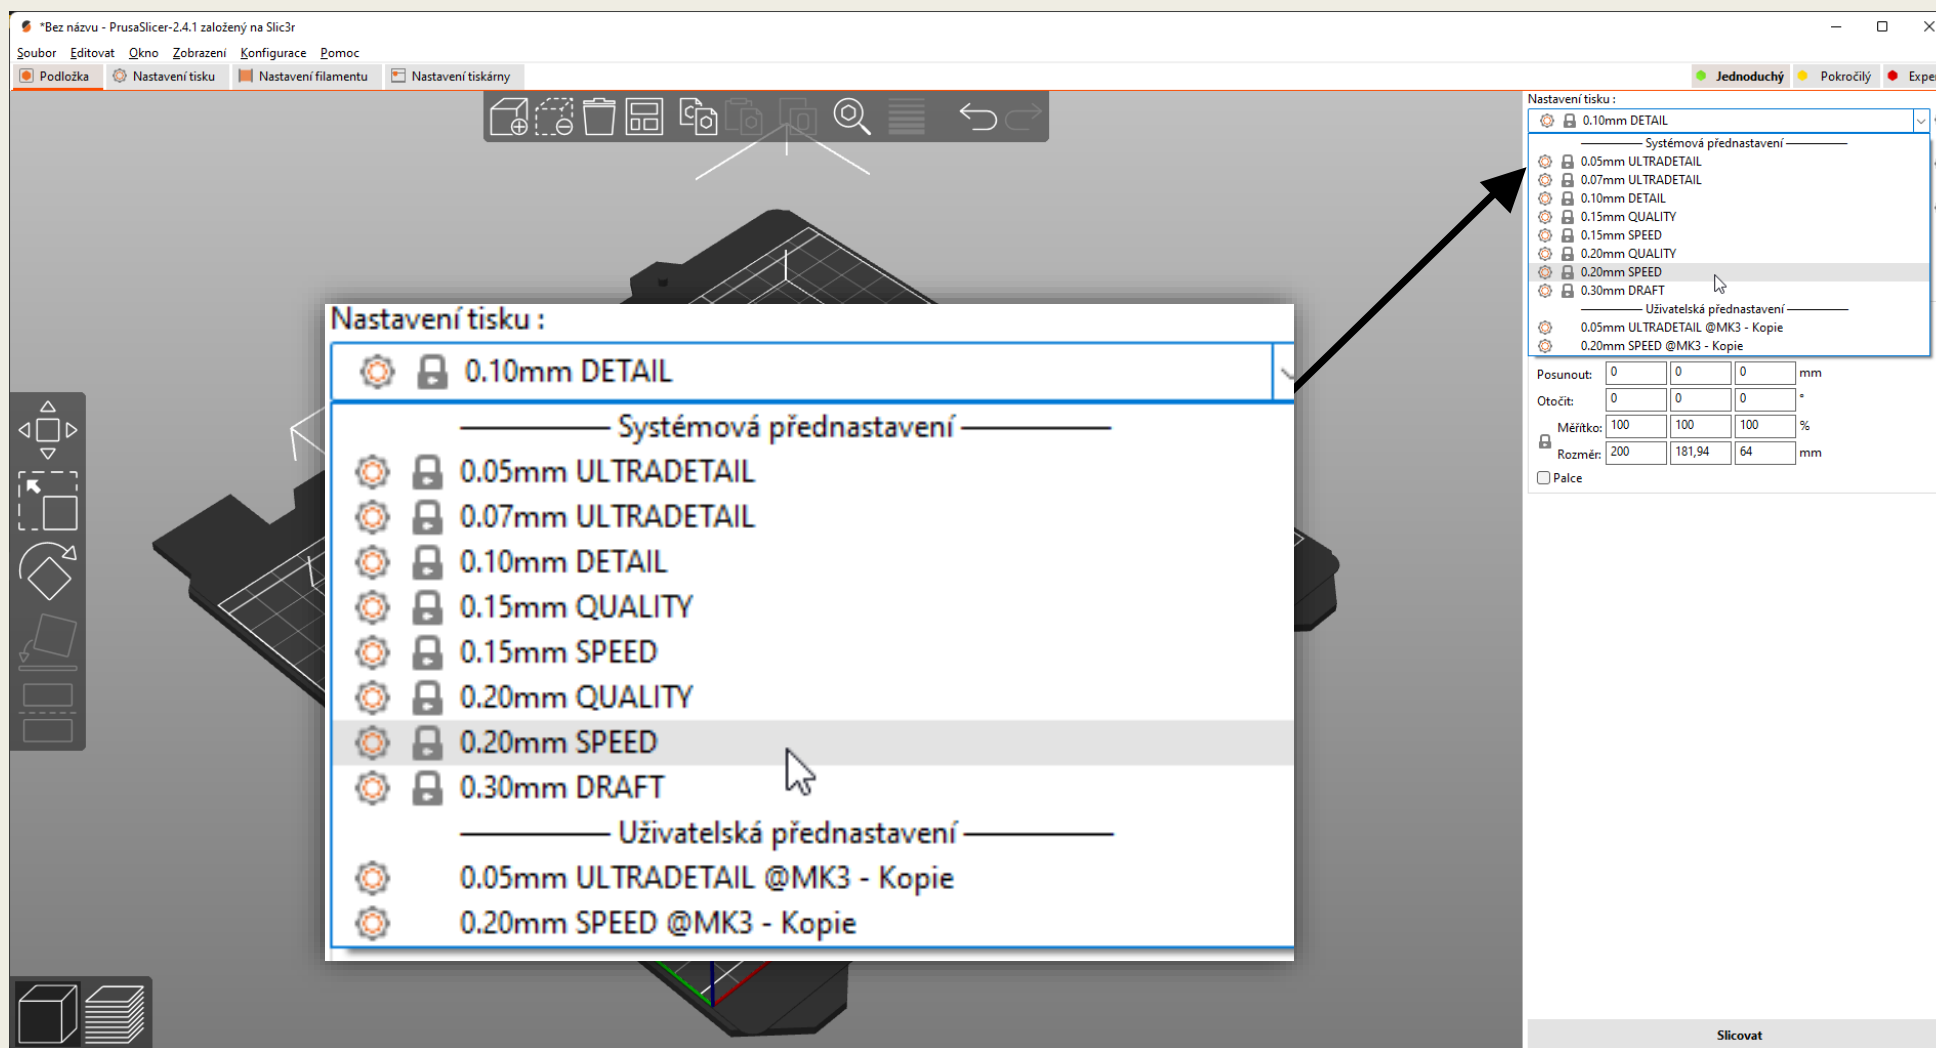 *Bez názvu - PrusaSlicer-2.4.1 založený na Slic3r
Soubor Editovat Okno Zobrazení Konfigurace Pomoc
Podložka Nastavení tisku Nastavení filamentu Nastavení tiskárny
Jednoduchý Pokročilý Expe
Nastavení tisku :
0.10mm DETAIL
Systémová přednastavení
0.05mm ULTRADETAIL
0.07mm ULTRADETAIL
0.10mm DETAIL
0.15mm QUALITY
0.15mm SPEED
0.20mm QUALITY
0.20mm SPEED
0.30mm DRAFT
Uživatelská přednastavení
0.05mm ULTRADETAIL @MK3 - Kopie
0.20mm SPEED @MK3 - Kopie
Posunout: 0 0 0 mm
Otočit: 0 0 0 °
Měřítko: 100 100 100 %
Rozměr: 200 181,94 64 mm
Palce
Nastavení tisku :
0.10mm DETAIL
Systémová přednastavení
0.05mm ULTRADETAIL
0.07mm ULTRADETAIL
0.10mm DETAIL
0.15mm QUALITY
0.15mm SPEED
0.20mm QUALITY
0.20mm SPEED
0.30mm DRAFT
Uživatelská přednastavení
0.05mm ULTRADETAIL @MK3 - Kopie
0.20mm SPEED @MK3 - Kopie
Slicovat